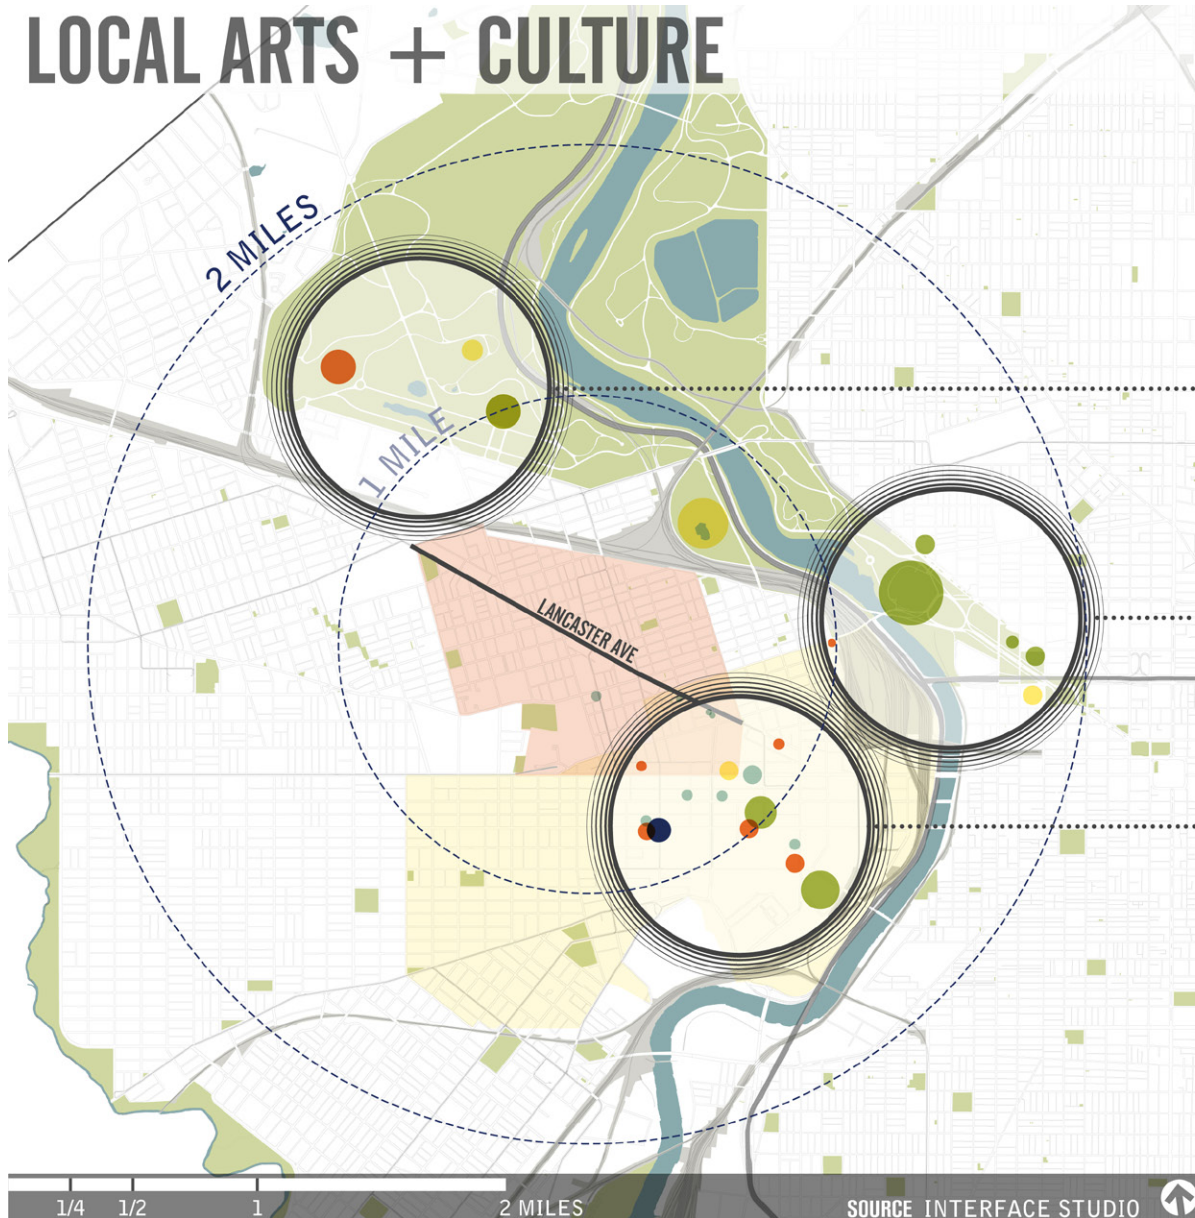 LOCAL ARTS + CULTURE
2 MILES
1 MILE
LANCASTER AVE
1/4 1/2 1 2 MILES
SOURCE INTERFACE STUDIO